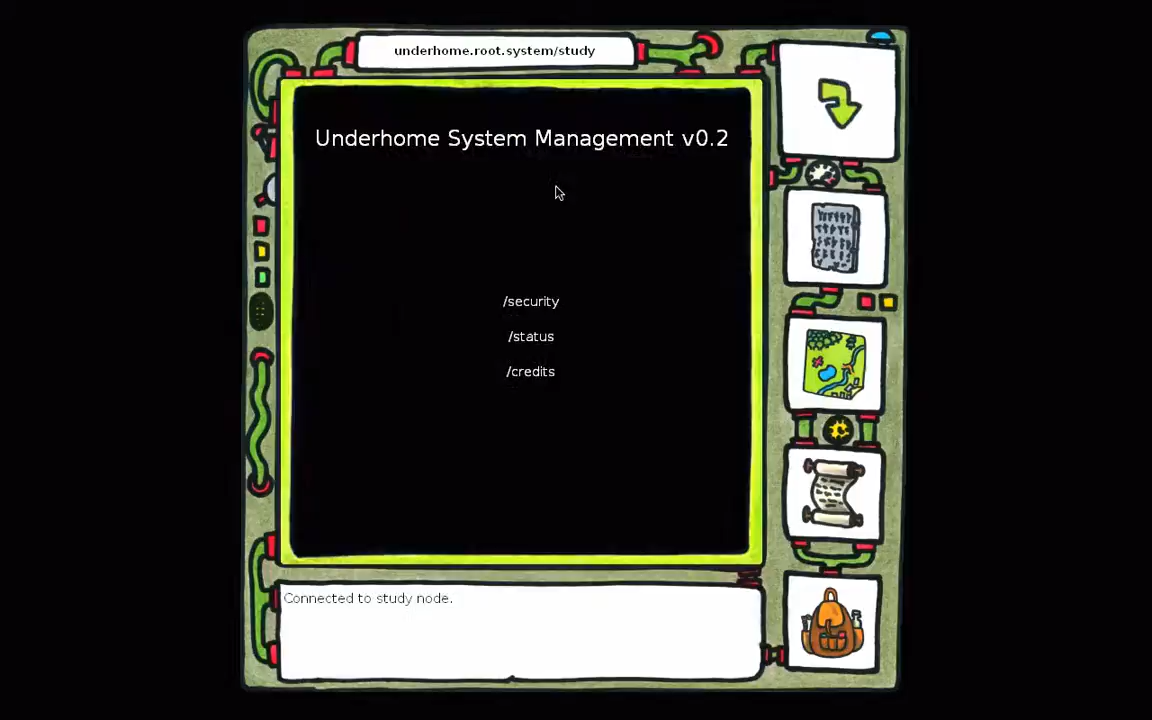 underhome.root.system/study
Underhome System Management v0.2
/security
/status
/credits
Connected to study node.